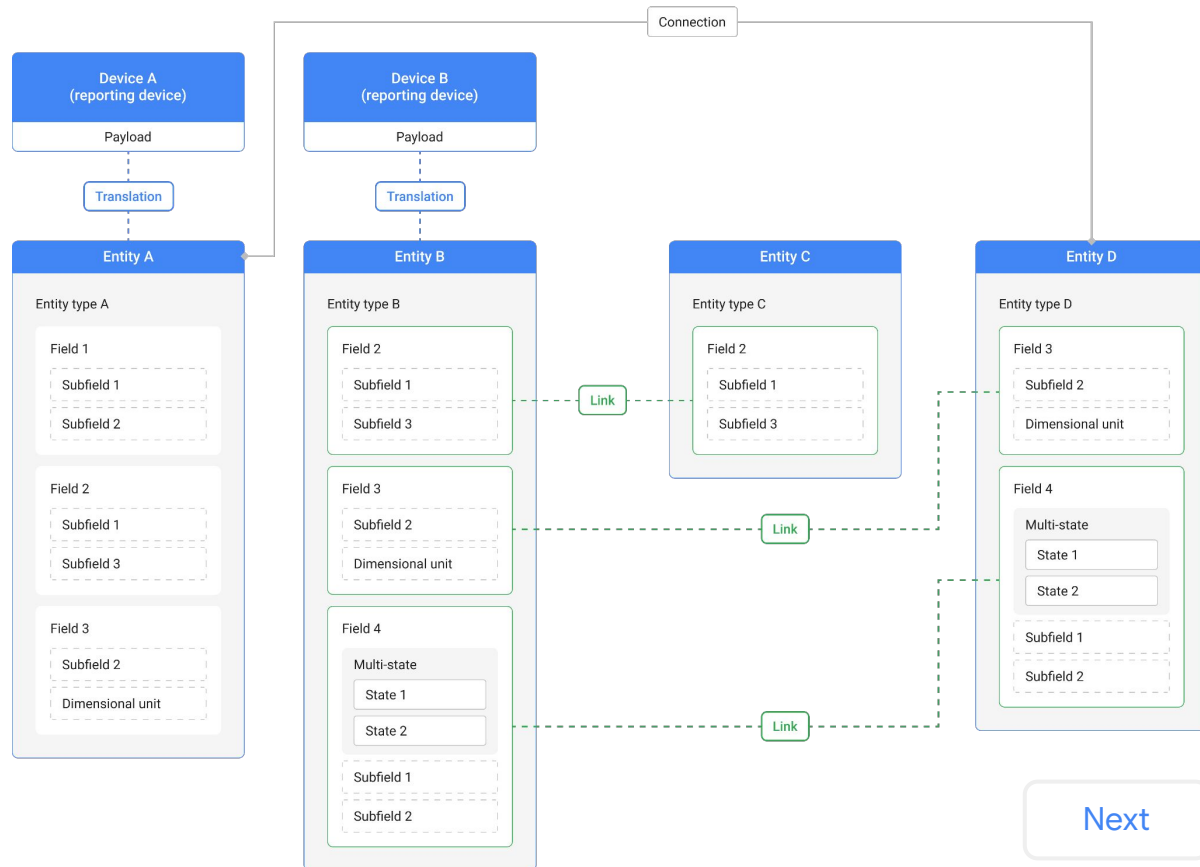 Connection
Device A
(reporting device)
Payload
Translation
Device B
(reporting device)
Payload
Translation
Entity A
Entity type A
Field 1
Subfield 1
Subfield 2
Field 2
Subfield 1
Subfield 3
Field 3
Subfield 2
Dimensional unit
Entity B
Entity type B
Field 2
Subfield 1
Subfield 3
Field 3
Subfield 2
Dimensional unit
Field 4
Multi-state
State 1
State 2
Subfield 1
Subfield 2
Link
Link
Link
Entity C
Entity type C
Field 2
Subfield 1
Subfield 3
Entity D
Entity type D
Field 3
Subfield 2
Dimensional unit
Field 4
Multi-state
State 1
State 2
Subfield 1
Subfield 2
Next